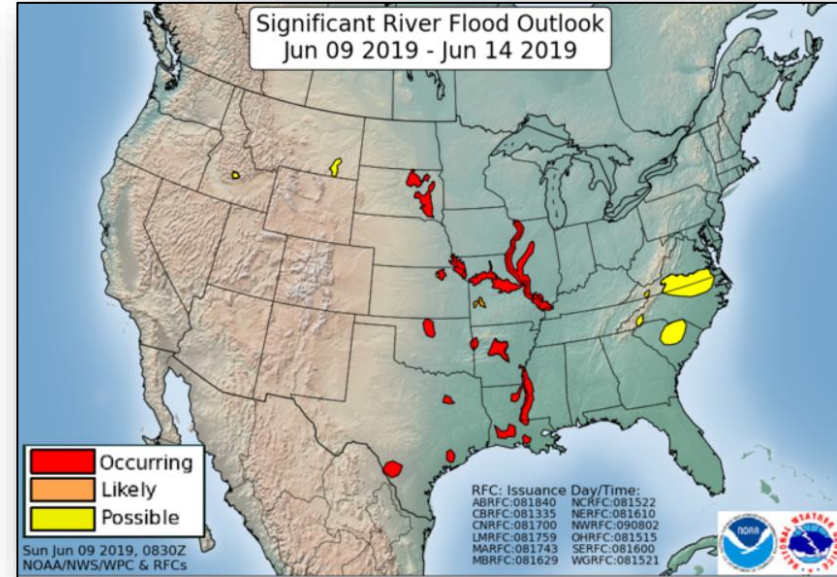 Significant River Flood Outlook
Jun 09 2019 - Jun 14 2019
Occurring
Likely
Possible
Sun Jun 09 2019, 0830Z
NOAA/NWS/WPC & RFCs
RFC: Issuance Day/Time:
ABRFC:081840 NCRFC:081522
CBRFC:081335 NERFC:081610
CNRFC:081700 NWRFC:090802
LMRFC:081759 OHRFC:081515
MARFC:081743 SERFC:081600
MBRFC:081629 WGRFC:081521
NOAA